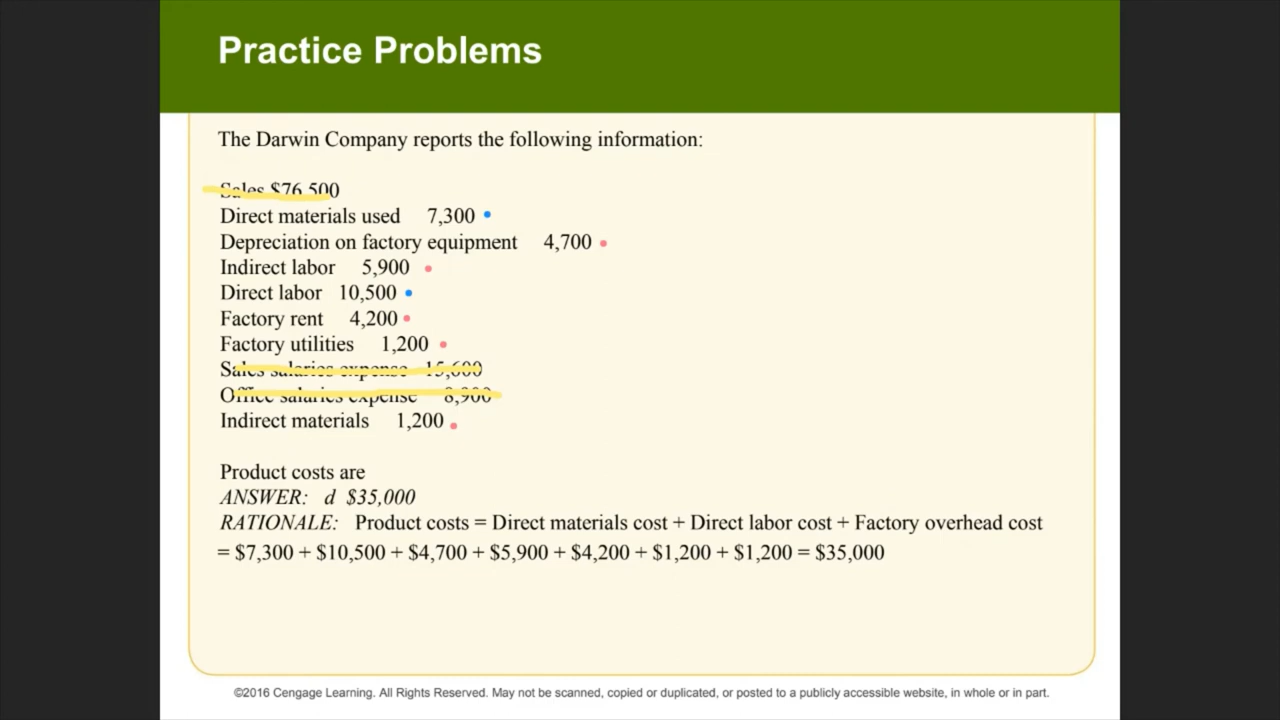 Practice Problems
The Darwin Company reports the following information:
Sales $76,500
Direct materials used 7,300
Depreciation on factory equipment 4,700
Indirect labor 5,900
Direct labor 10,500
Factory rent 4,200
Factory utilities 1,200
Sales salaries expense 15,600
Office salaries expense 8,900
Indirect materials 1,200
Product costs are
ANSWER: d $35,000
RATIONALE: Product costs = Direct materials cost + Direct labor cost + Factory overhead cost
= $7,300 + $10,500 + $4,700 + $5,900 + $4,200 + $1,200 + $1,200 = $35,000
©2016 Cengage Learning. All Rights Reserved. May not be scanned, copied or duplicated, or posted to a publicly accessible website, in whole or in part.